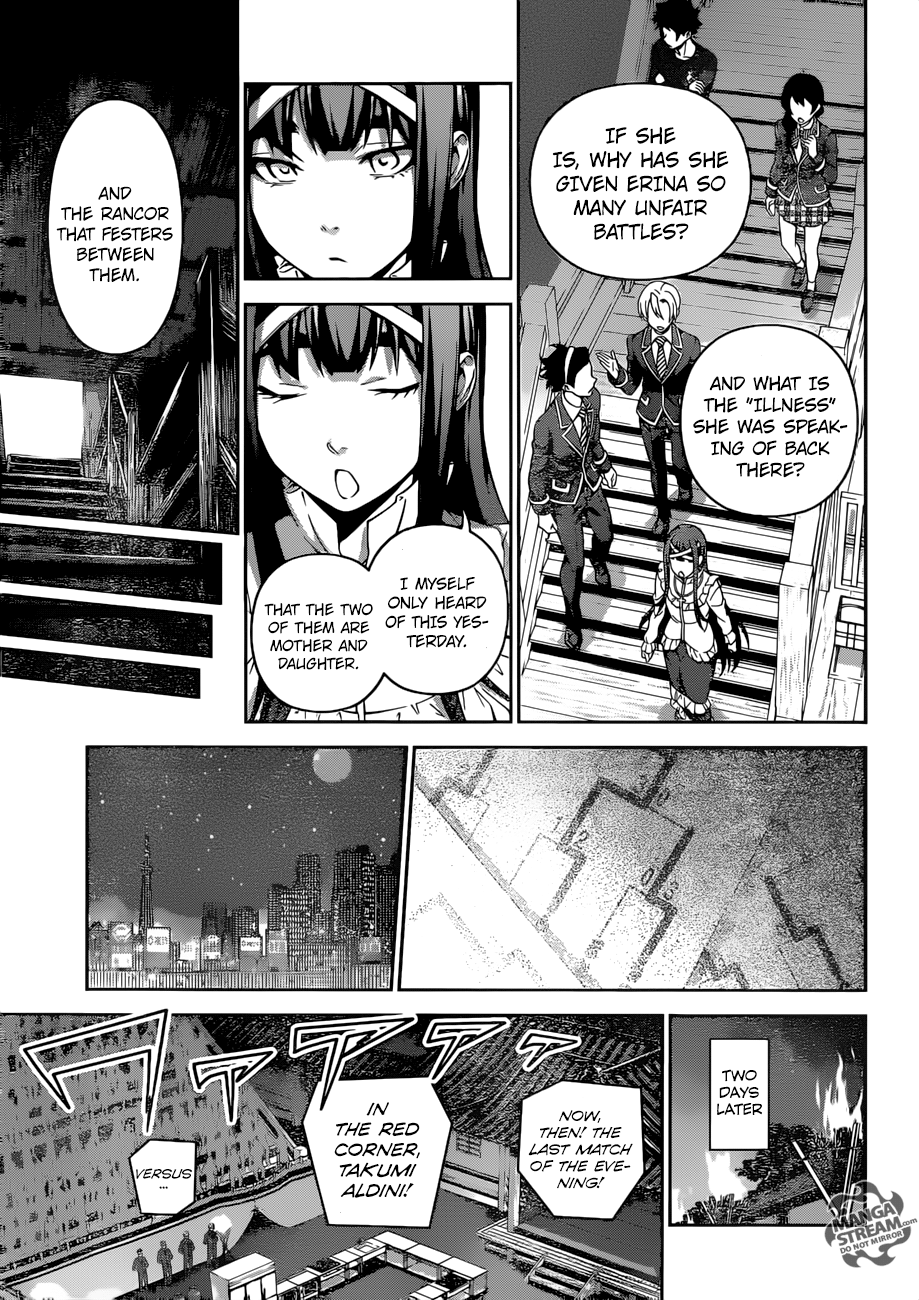 IF SHE
IS, WHY HAS SHE
GIVEN ERINA SO
MANY UNFAIR
BATTLES?
AND WHAT IS
THE "ILLNESS"
SHE WAS SPEAK-
ING OF BACK
THERE?
I MYSELF
ONLY HEARD
OF THIS YES-
TERDAY.
THAT THE TWO
OF THEM ARE
MOTHER AND
DAUGHTER.
AND
THE RANCOR
THAT FESTERS
BETWEEN
THEM.
TWO
DAYS
LATER
NOW,
THEN! THE
LAST MATCH
OF THE EVE-
NING!
IN
THE RED
CORNER,
TAKUMI
ALDINI!
VERSUS
...
ワァアアァァ
MANGA
STREAM.com
DO NOT MIRROR!